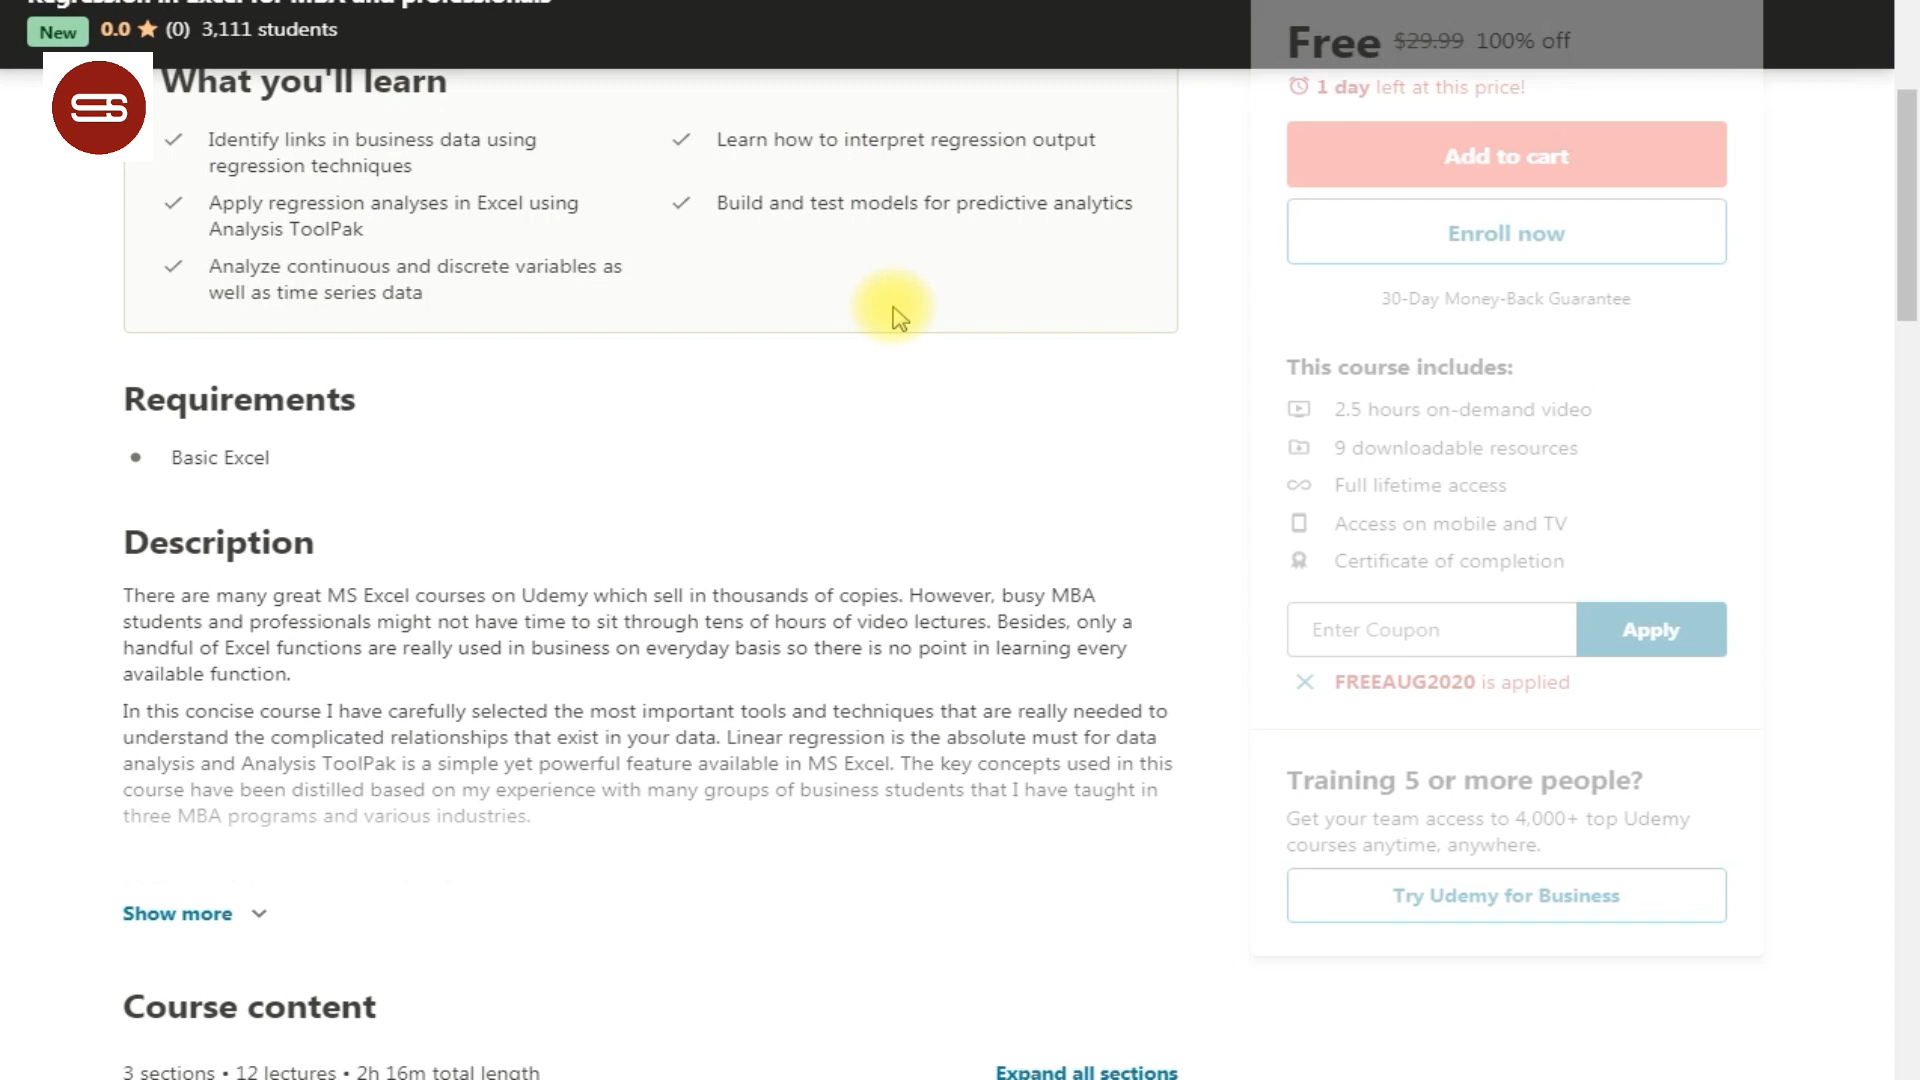 Regression in Excel for MBA and professionals
New 0.0 (0) 3,111 students
What you'll learn
Identify links in business data using
regression techniques
Apply regression analyses in Excel using
Analysis ToolPak
Analyze continuous and discrete variables as
well as time series data
Learn how to interpret regression output
Build and test models for predictive analytics
Requirements
Basic Excel
Description
There are many great MS Excel courses on Udemy which sell in thousands of copies. However, busy MBA
students and professionals might not have time to sit through tens of hours of video lectures. Besides, only a
handful of Excel functions are really used in business on everyday basis so there is no point in learning every
available function.
In this concise course I have carefully selected the most important tools and techniques that are really needed to
understand the complicated relationships that exist in your data. Linear regression is the absolute must for data
analysis and Analysis ToolPak is a simple yet powerful feature available in MS Excel. The key concepts used in this
course have been distilled based on my experience with many groups of business students that I have taught in
three MBA programs and various industries.
Show more
Course content
3 sections • 12 lectures • 2h 16m total length
Expand all sections
Free $29.99 100% off
1 day left at this price!
Add to cart
Enroll now
30-Day Money-Back Guarantee
This course includes:
2.5 hours on-demand video
9 downloadable resources
Full lifetime access
Access on mobile and TV
Certificate of completion
Enter Coupon Apply
FREEAUG2020 is applied
Training 5 or more people?
Get your team access to 4,000+ top Udemy
courses anytime, anywhere.
Try Udemy for Business